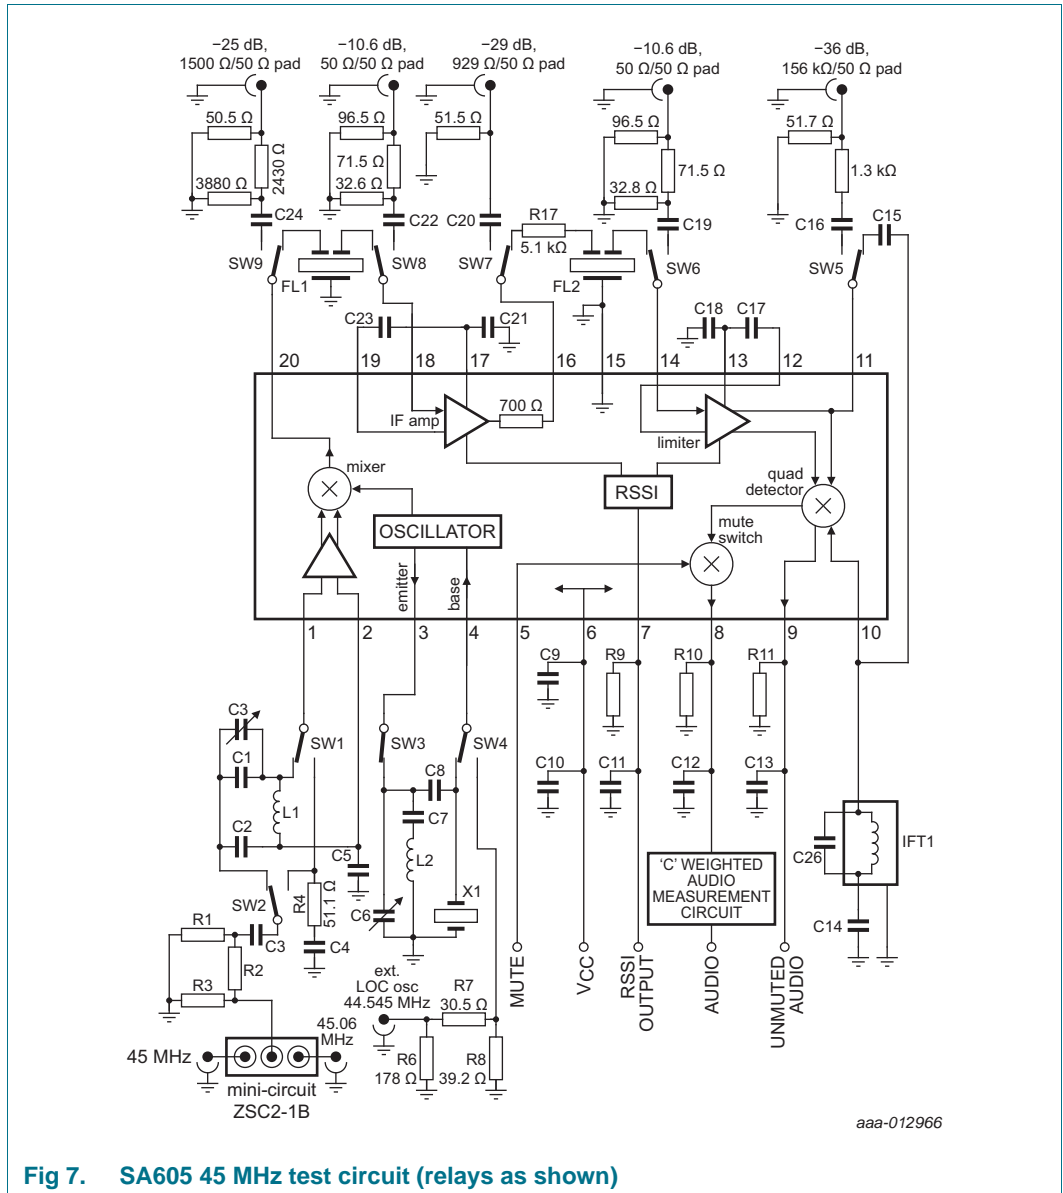 −25 dB,
1500 Ω/50 Ω pad
−10.6 dB,
50 Ω/50 Ω pad
−29 dB,
929 Ω/50 Ω pad
−10.6 dB,
50 Ω/50 Ω pad
−36 dB,
156 kΩ/50 Ω pad
50.5 Ω
96.5 Ω
51.5 Ω
96.5 Ω
51.7 Ω
2430 Ω
71.5 Ω
71.5 Ω
1.3 kΩ
3880 Ω
32.6 Ω
32.8 Ω
C24
C22
C20
R17
5.1 kΩ
C19
C16
C15
SW9
FL1
SW8
SW7
FL2
SW6
SW5
C23
C21
C18
C17
20
19
18
17
16
15
14
13
12
11
IF amp
700 Ω
limiter
mixer
RSSI
quad
detector
OSCILLATOR
mute
switch
emitter
base
1
2
3
4
5
6
7
8
9
10
C9
R9
R10
R11
C3
SW1
SW3
SW4
C1
L1
C8
C7
C10
C11
C12
C13
C2
C5
L2
IFT1
C26
'C' WEIGHTED
AUDIO
MEASUREMENT
CIRCUIT
SW2
R4
51.1 Ω
C6
X1
C14
R1
C3
C4
R2
R3
MUTE
VCC
RSSI
OUTPUT
AUDIO
UNMUTED
AUDIO
ext.
LOC osc
44.545 MHz
R7
30.5 Ω
45.06
MHz
45 MHz
R6
178 Ω
R8
39.2 Ω
mini-circuit
ZSC2-1B
aaa-012966
Fig 7. SA605 45 MHz test circuit (relays as shown)